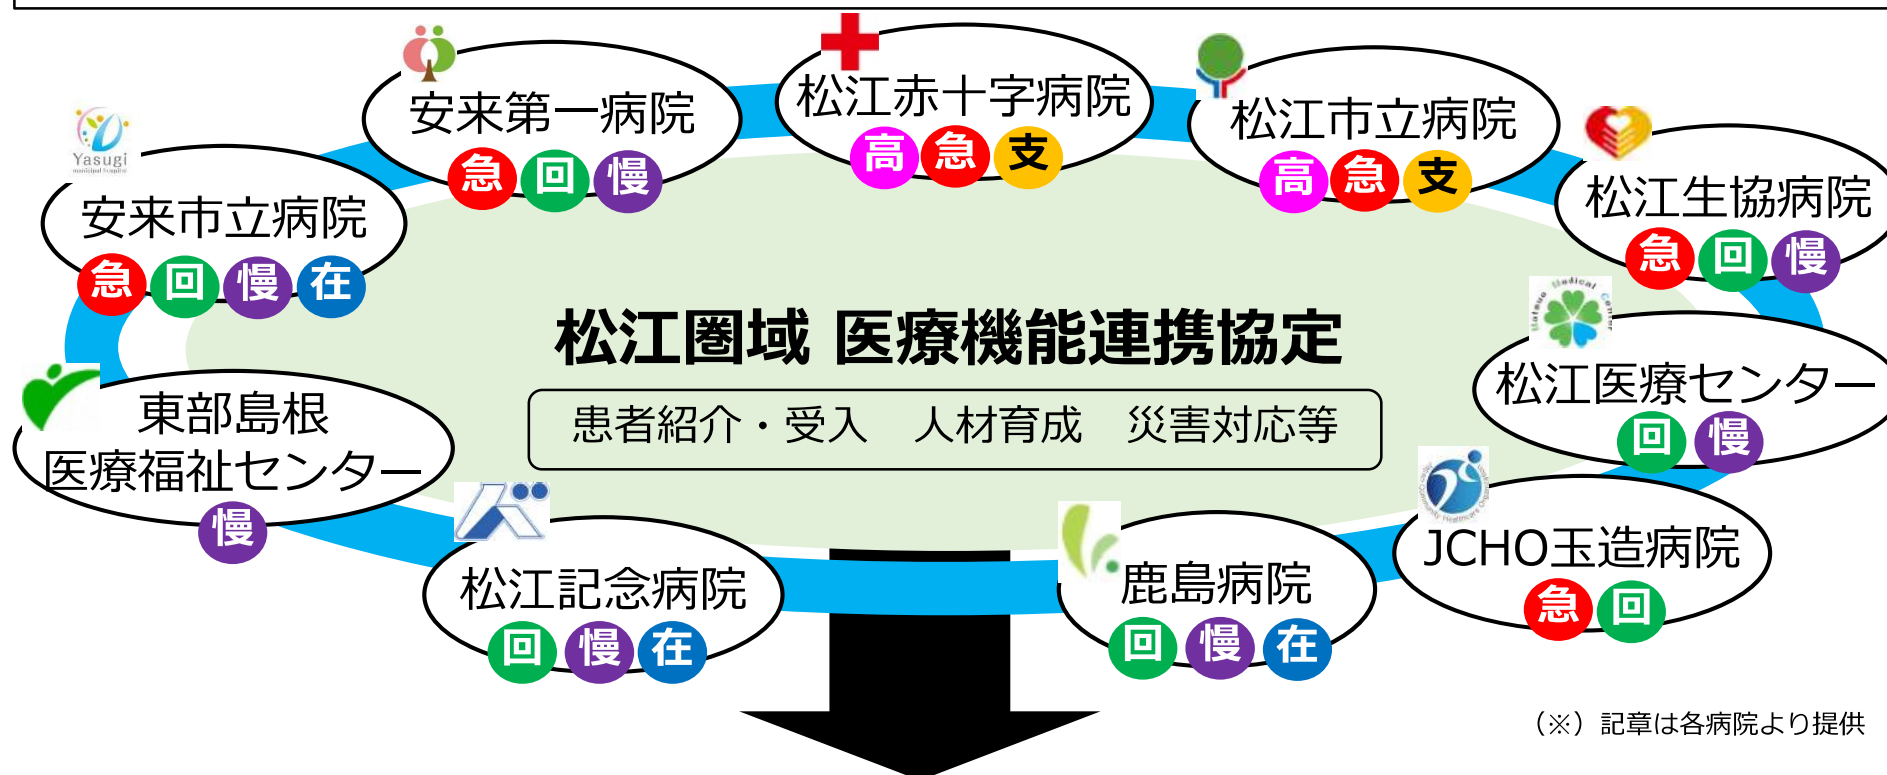 安来第一病院
急 回 慢
松江赤十字病院
高 急 支
松江市立病院
高 急 支
Yasugi
municipal hospital
安来市立病院
急 回 慢 在
松江生協病院
急 回 慢
松江圏域 医療機能連携協定
患者紹介・受入 人材育成 災害対応等
Matsue Medical Center
松江医療センター
回 慢
東部島根
医療福祉センター
慢
JCHO玉造病院
急 回
松江記念病院
回 慢 在
鹿島病院
回 慢 在
（※）記章は各病院より提供